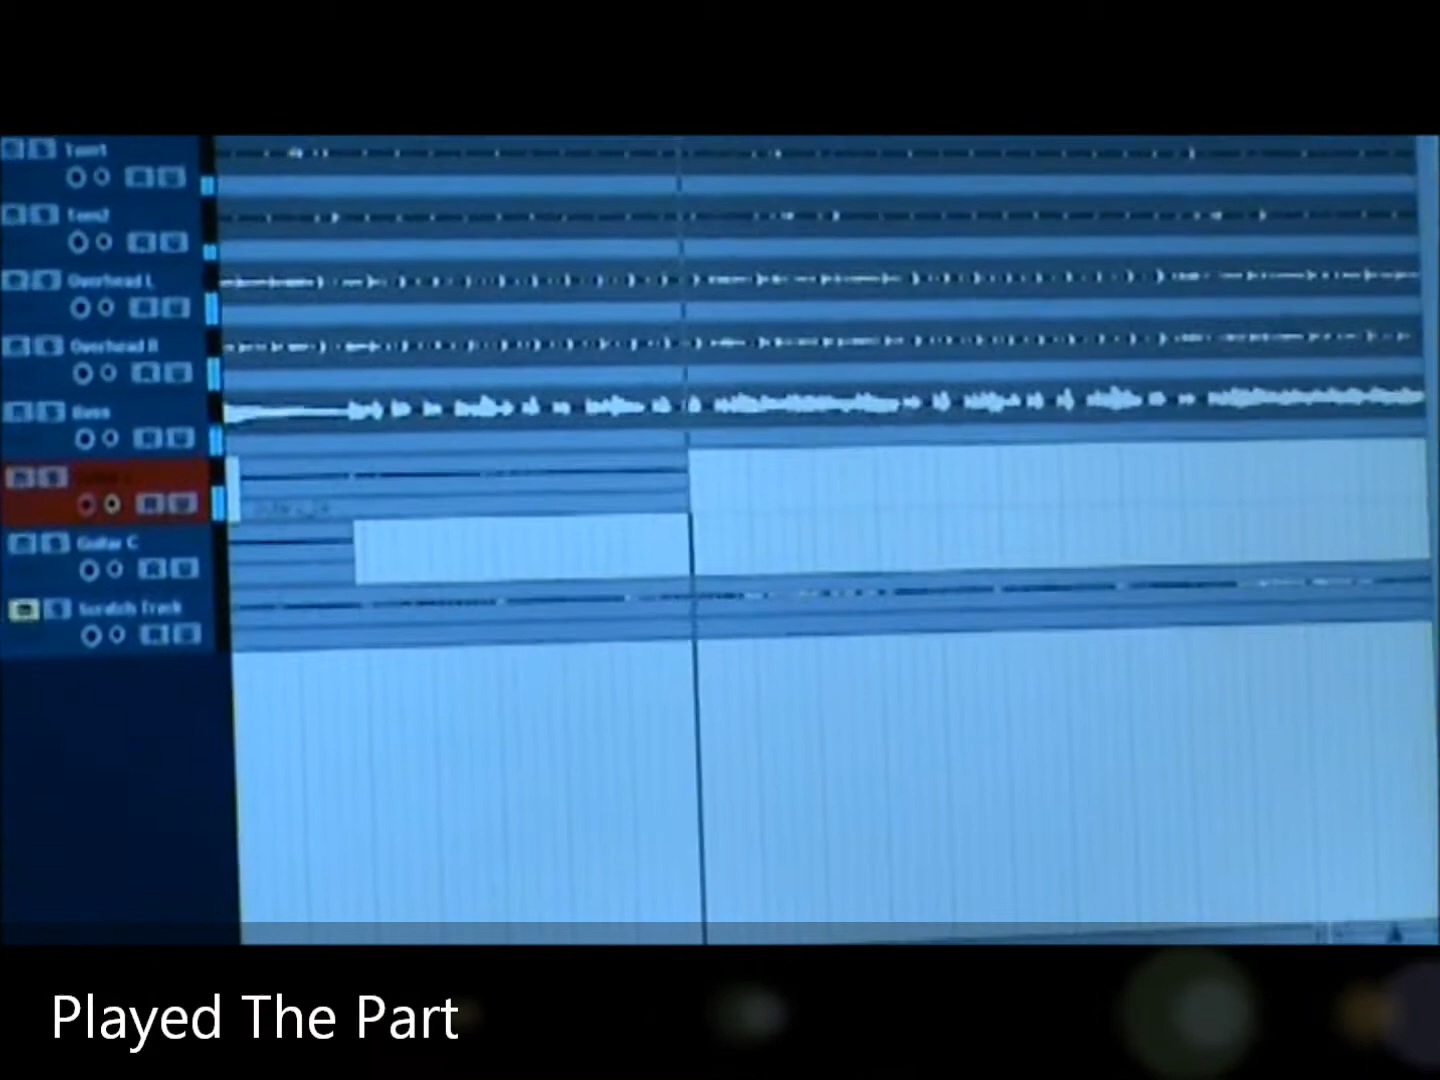 Tom1
Tom2
Overhead L
Overhead R
Bass
Guitar C
Scratch Track
Played The Part